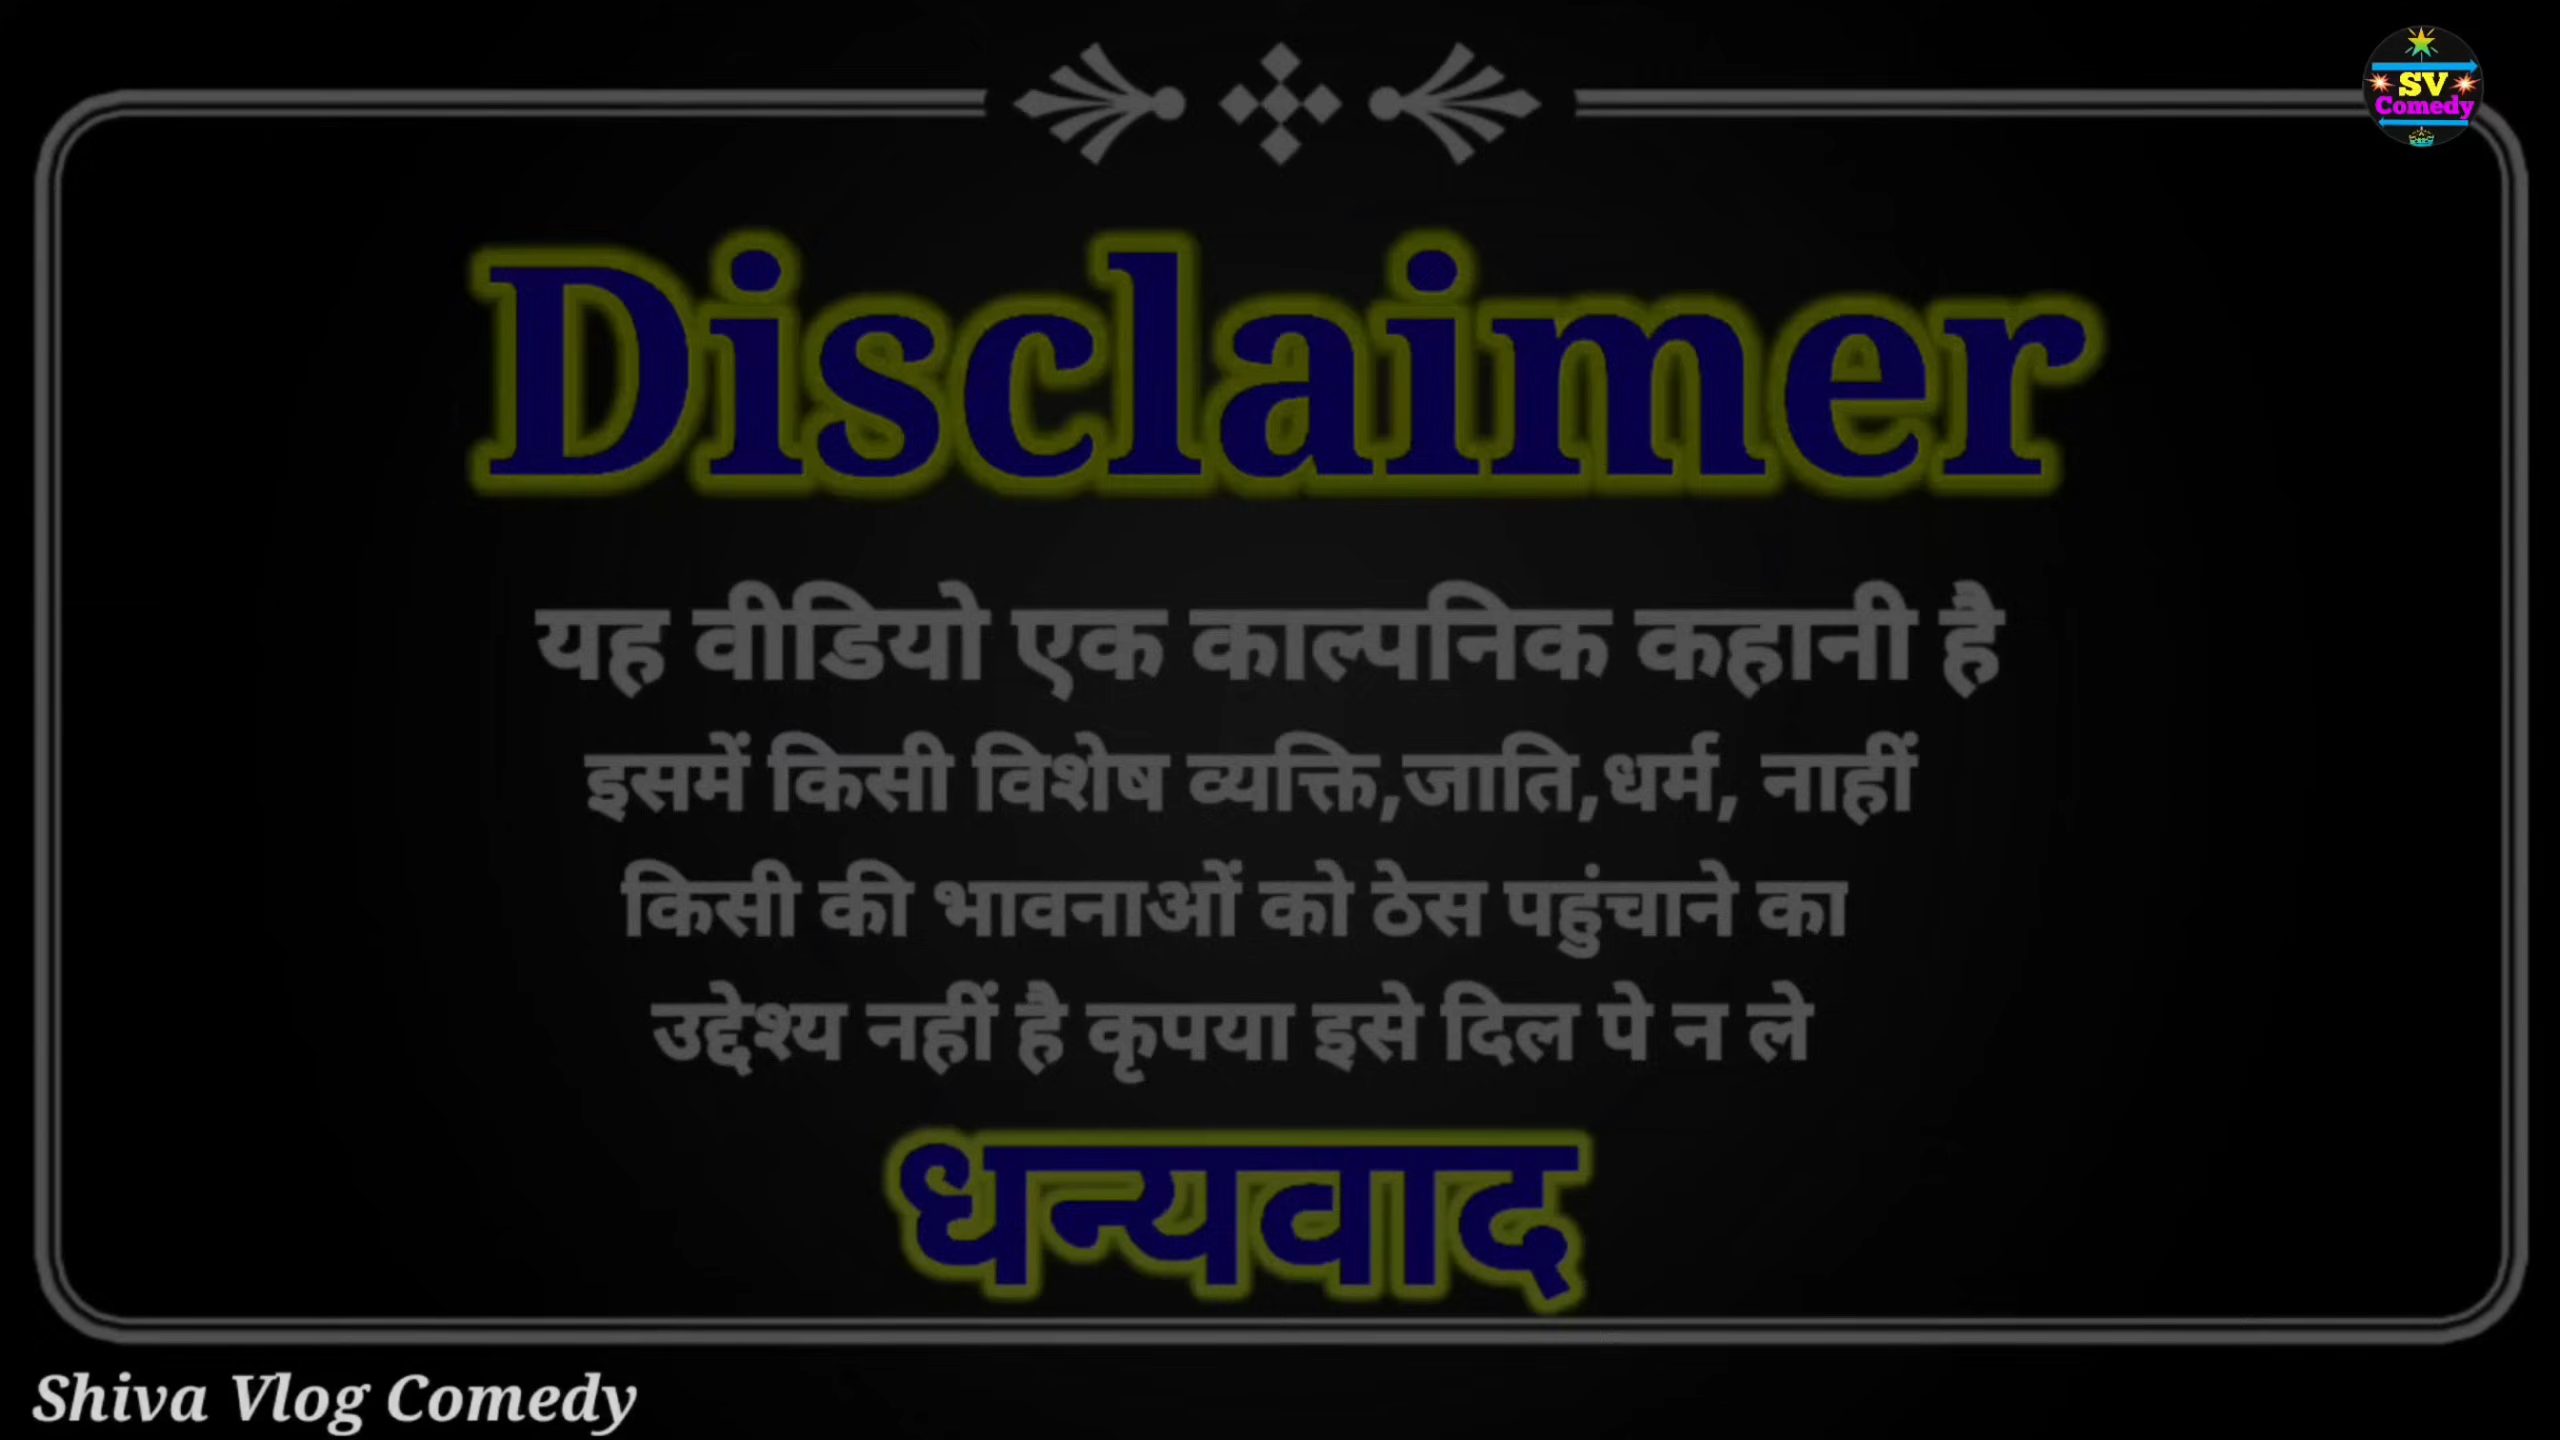 SV
Comedy
Disclaimer
यह वीडियो एक काल्पनिक कहानी है
इसमें किसी विशेष व्यक्ति,जाति,धर्म, नाहीं
किसी की भावनाओं को ठेस पहुंचाने का
उद्देश्य नहीं है कृपया इसे दिल पे न ले
धन्यवाद
Shiva Vlog Comedy